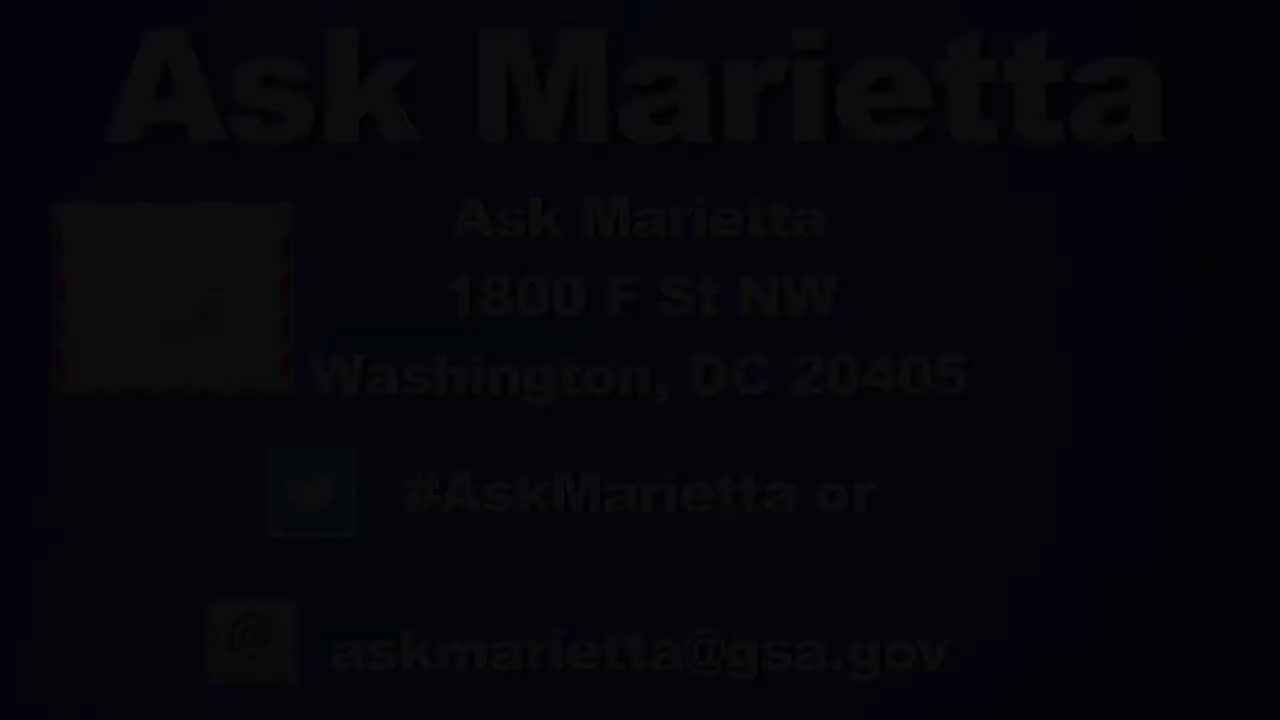 Ask Marietta
Ask Marietta
1800 F St NW
Washington, DC 20405
#AskMarietta or
@
askmarietta@gsa.gov